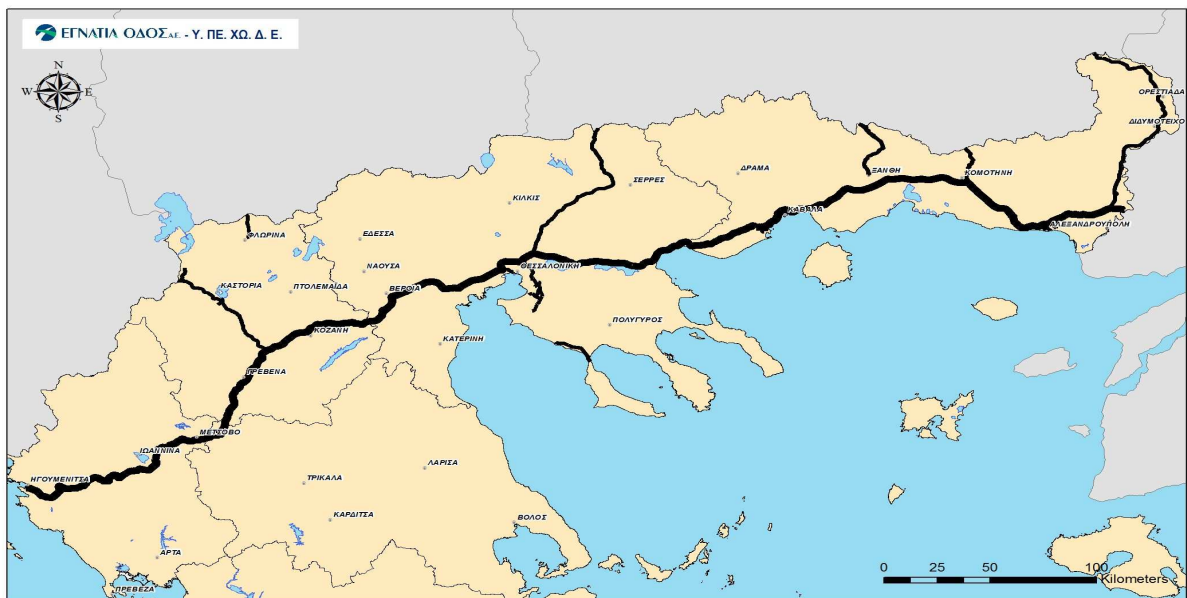 ΕΓΝΑΤΙΑ ΟΔΟΣ Α.Ε. - Υ. ΠΕ. ΧΩ. Δ. Ε.
N
W E
S
ΟΡΕΣΤΙΑΔΑ
ΔΙΔΥΜΟΤΕΙΧΟ
ΔΡΑΜΑ
ΞΑΝΘΗ
ΚΟΜΟΤΗΝΗ
ΣΕΡΡΕΣ
ΚΙΛΚΙΣ
ΚΑΒΑΛΑ
ΑΛΕΞΑΝΔΡΟΥΠΟΛΗ
ΦΛΩΡΙΝΑ
ΕΔΕΣΣΑ
ΝΑΟΥΣΑ
ΘΕΣΣΑΛΟΝΙΚΗ
ΚΑΣΤΟΡΙΑ
ΠΤΟΛΕΜΑΪΔΑ
ΒΕΡΟΙΑ
ΠΟΛΥΓΥΡΟΣ
ΚΟΖΑΝΗ
ΚΑΤΕΡΙΝΗ
ΓΡΕΒΕΝΑ
ΜΕΤΣΟΒΟ
ΙΩΑΝΝΙΝΑ
ΛΑΡΙΣΑ
ΗΓΟΥΜΕΝΙΤΣΑ
ΤΡΙΚΑΛΑ
ΚΑΡΔΙΤΣΑ
ΒΟΛΟΣ
ΑΡΤΑ
ΠΡΕΒΕΖΑ
0 25 50 100
Kilometers